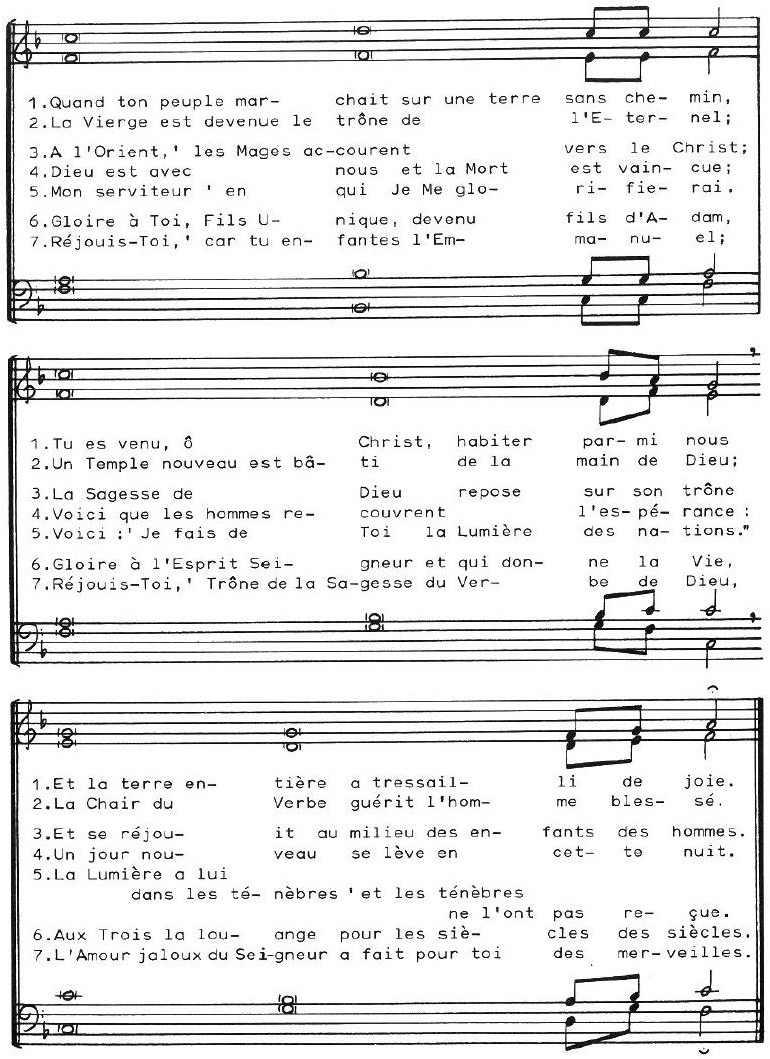 1.Quand ton peuple mar- chait sur une terre sans che- min,
2.La Vierge est devenue le trône de l'E- ter- nel;
3.A l'Orient,' les Mages ac-courent vers le Christ;
4.Dieu est avec nous et la Mort est vain- cue;
5.Mon serviteur ' en qui Je Me glo- ri- fie- rai.
6.Gloire à Toi, Fils U- nique, devenu fils d'A- dam,
7.Réjouis-Toi,' car tu en- fantes l'Em- ma- nu- el;
1.Tu es venu, ô Christ, habiter par- mi nous
2.Un Temple nouveau est bâ- ti de la main de Dieu;
3.La Sagesse de Dieu repose sur son trône
4.Voici que les hommes re- couvrent l'es- pé- rance :
5.Voici :' Je fais de Toi la Lumière des na- tions."
6.Gloire à l'Esprit Sei- gneur et qui don- ne la Vie,
7.Réjouis-Toi,' Trône de la Sa-gesse du Ver- be de Dieu,
1.Et la terre en- tière a tressail- li de joie.
2.La Chair du Verbe guérit l'hom- me bles- sé.
3.Et se réjou- it au milieu des en- fants des hommes.
4.Un jour nou- veau se lève en cet- te nuit.
5.La Lumière a lui
dans les té- nèbres ' et les ténèbres
ne l'ont pas re- çue.
6.Aux Trois la lou- ange pour les siè- cles des siècles.
7.L'Amour jaloux du Sei-gneur a fait pour toi des mer- veilles.